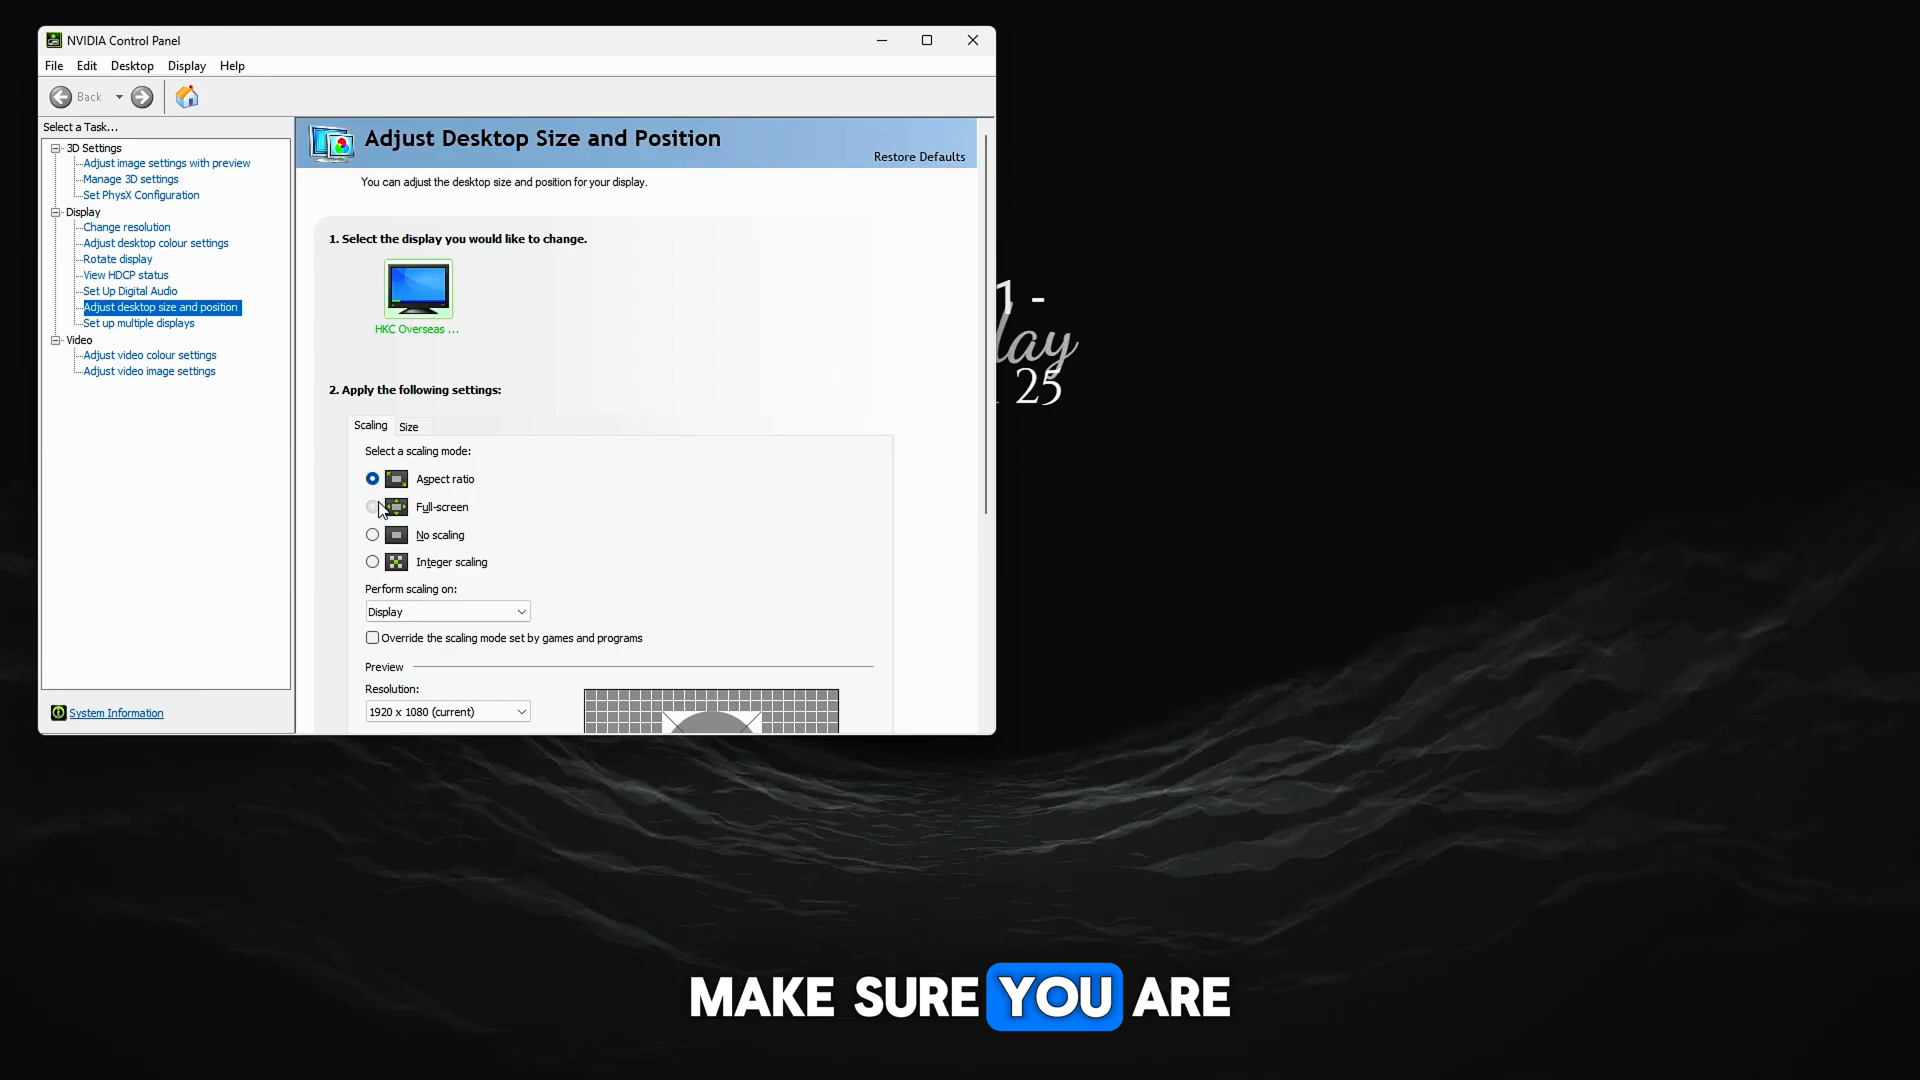 NVIDIA Control Panel
File Edit Desktop Display Help
Back
Select a Task...
3D Settings
Adjust image settings with preview
Manage 3D settings
Set PhysX Configuration
Display
Change resolution
Adjust desktop colour settings
Rotate display
View HDCP status
Set Up Digital Audio
Adjust desktop size and position
Set up multiple displays
Video
Adjust video colour settings
Adjust video image settings
System Information
Adjust Desktop Size and Position
Restore Defaults
You can adjust the desktop size and position for your display.
1. Select the display you would like to change.
HKC Overseas ...
2. Apply the following settings:
Scaling Size
Select a scaling mode:
Aspect ratio
Full-screen
No scaling
Integer scaling
Perform scaling on:
Display
Override the scaling mode set by games and programs
Preview
Resolution:
1920 x 1080 (current)
1 -
lay
25
MAKE SURE YOU ARE